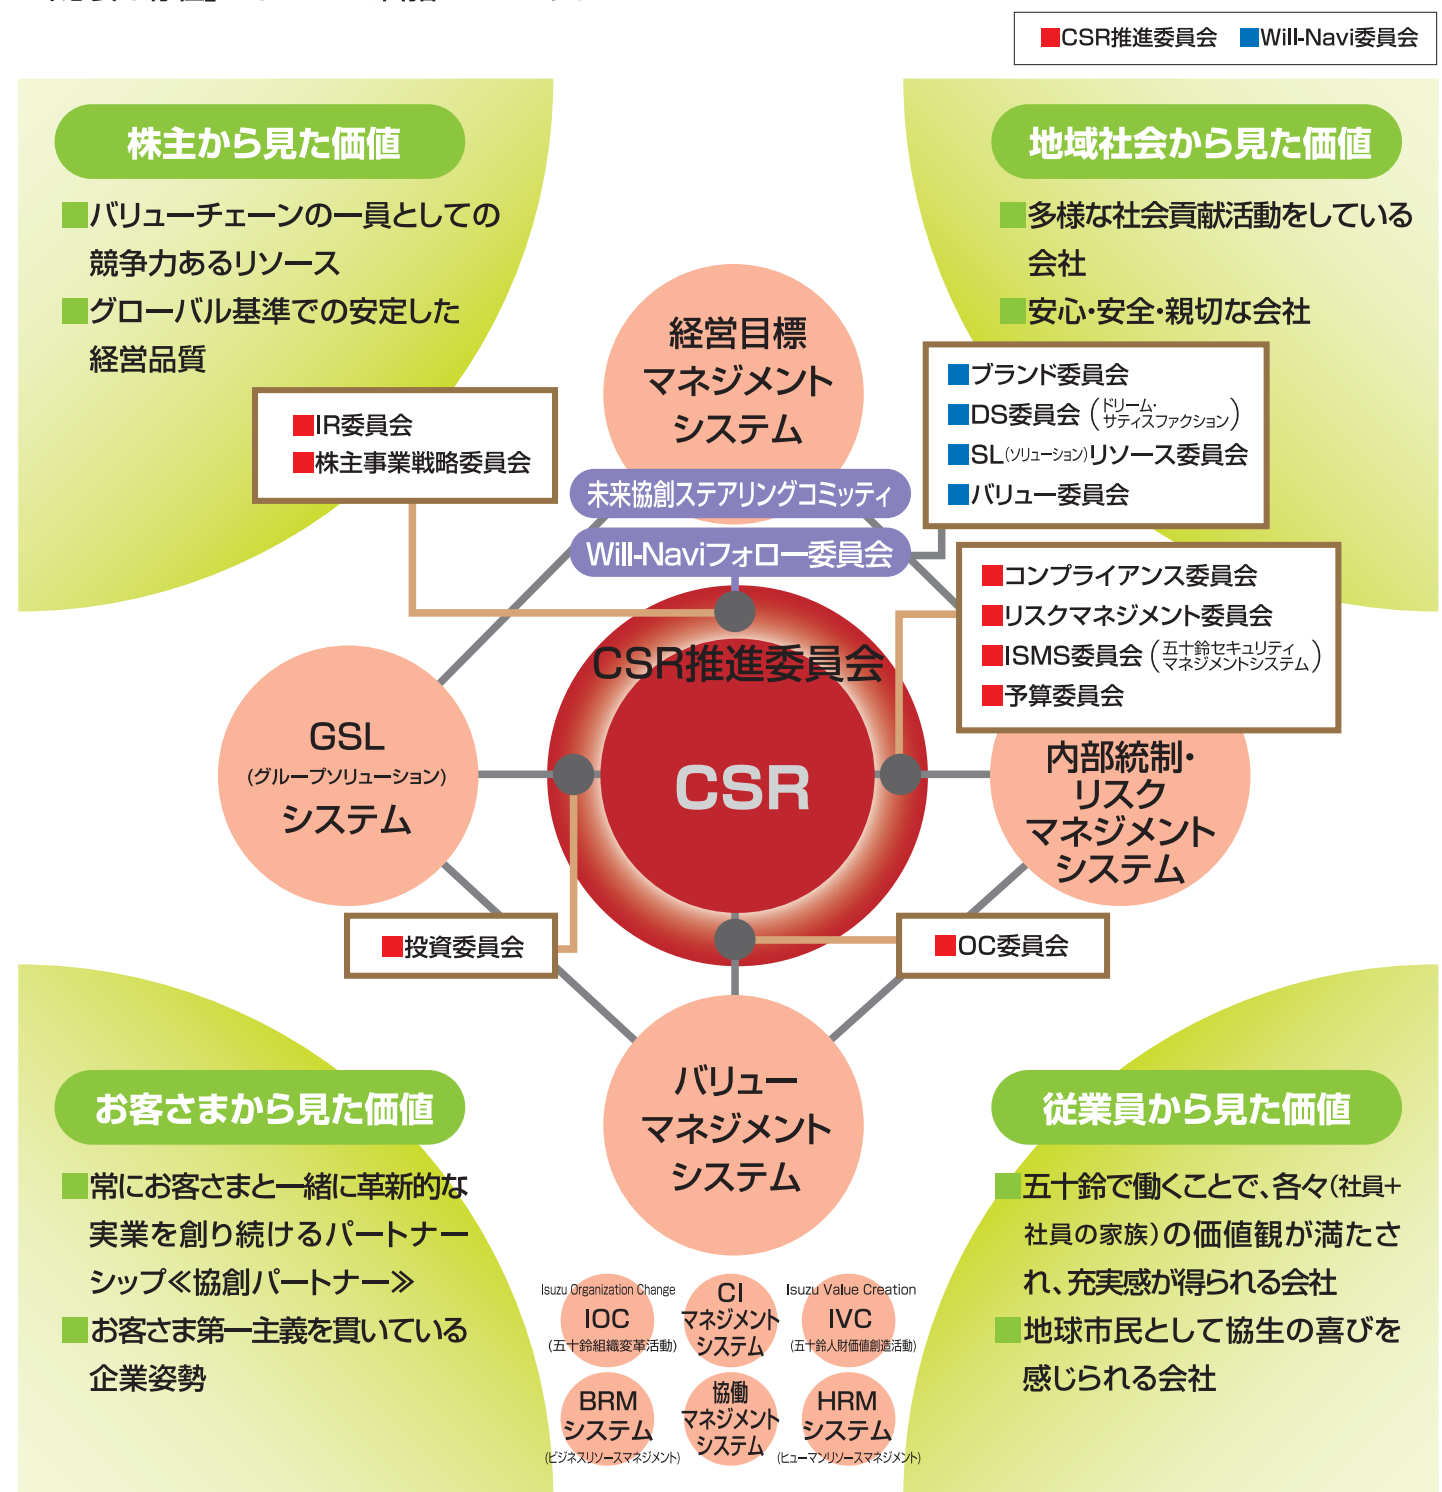 ■CSR推進委員会 ■Will-Navi委員会
株主から見た価値
■バリューチェーンの一員としての
競争力あるリソース
■グローバル基準での安定した
経営品質
地域社会から見た価値
■多様な社会貢献活動をしている
会社
■安心・安全・親切な会社
経営目標
マネジメント
システム
■IR委員会
■株主事業戦略委員会
■ブランド委員会
■DS委員会(ドリーム・
サティスファクション)
■SL(ソリューション)リソース委員会
■バリュー委員会
未来協創ステアリングコミッティ
Will-Naviフォロー委員会
■コンプライアンス委員会
■リスクマネジメント委員会
■ISMS委員会(五十鈴セキュリティ
マネジメントシステム)
■予算委員会
CSR推進委員会
CSR
GSL
(グループソリューション)
システム
内部統制・
リスク
マネジメント
システム
■投資委員会
■OC委員会
バリュー
マネジメント
システム
お客さまから見た価値
■常にお客さまと一緒に革新的な
実業を創り続けるパートナー
シップ≪協創パートナー≫
■お客さま第一主義を貫いている
企業姿勢
従業員から見た価値
■五十鈴で働くことで、各々(社員+
社員の家族)の価値観が満たさ
れ、充実感が得られる会社
■地球市民として協生の喜びを
感じられる会社
Isuzu Organization Change
IOC
(五十鈴組織変革活動)
CI
マネジメント
システム
Isuzu Value Creation
IVC
(五十鈴人財価値創造活動)
BRM
システム
(ビジネスリソースマネジメント)
協働
マネジメント
システム
HRM
システム
(ヒューマンリソースマネジメント)